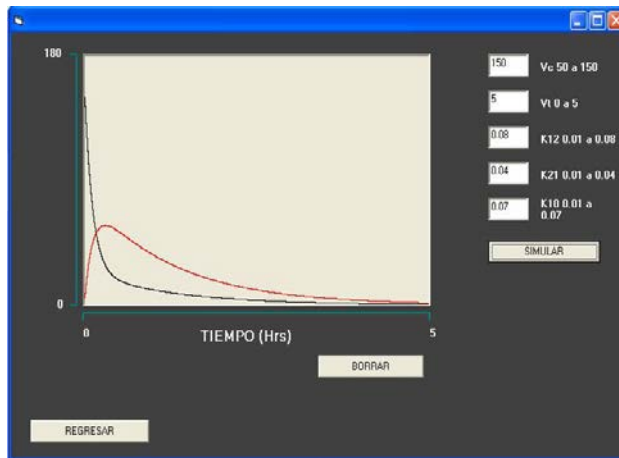 180
0
0
5
TIEMPO (Hrs)
150
Vc 50 a 150
5
Vt 0 a 5
0.08
K12 0.01 a 0.08
0.04
K21 0.01 a 0.04
0.07
K10 0.01 a
0.07
SIMULAR
BORRAR
REGRESAR